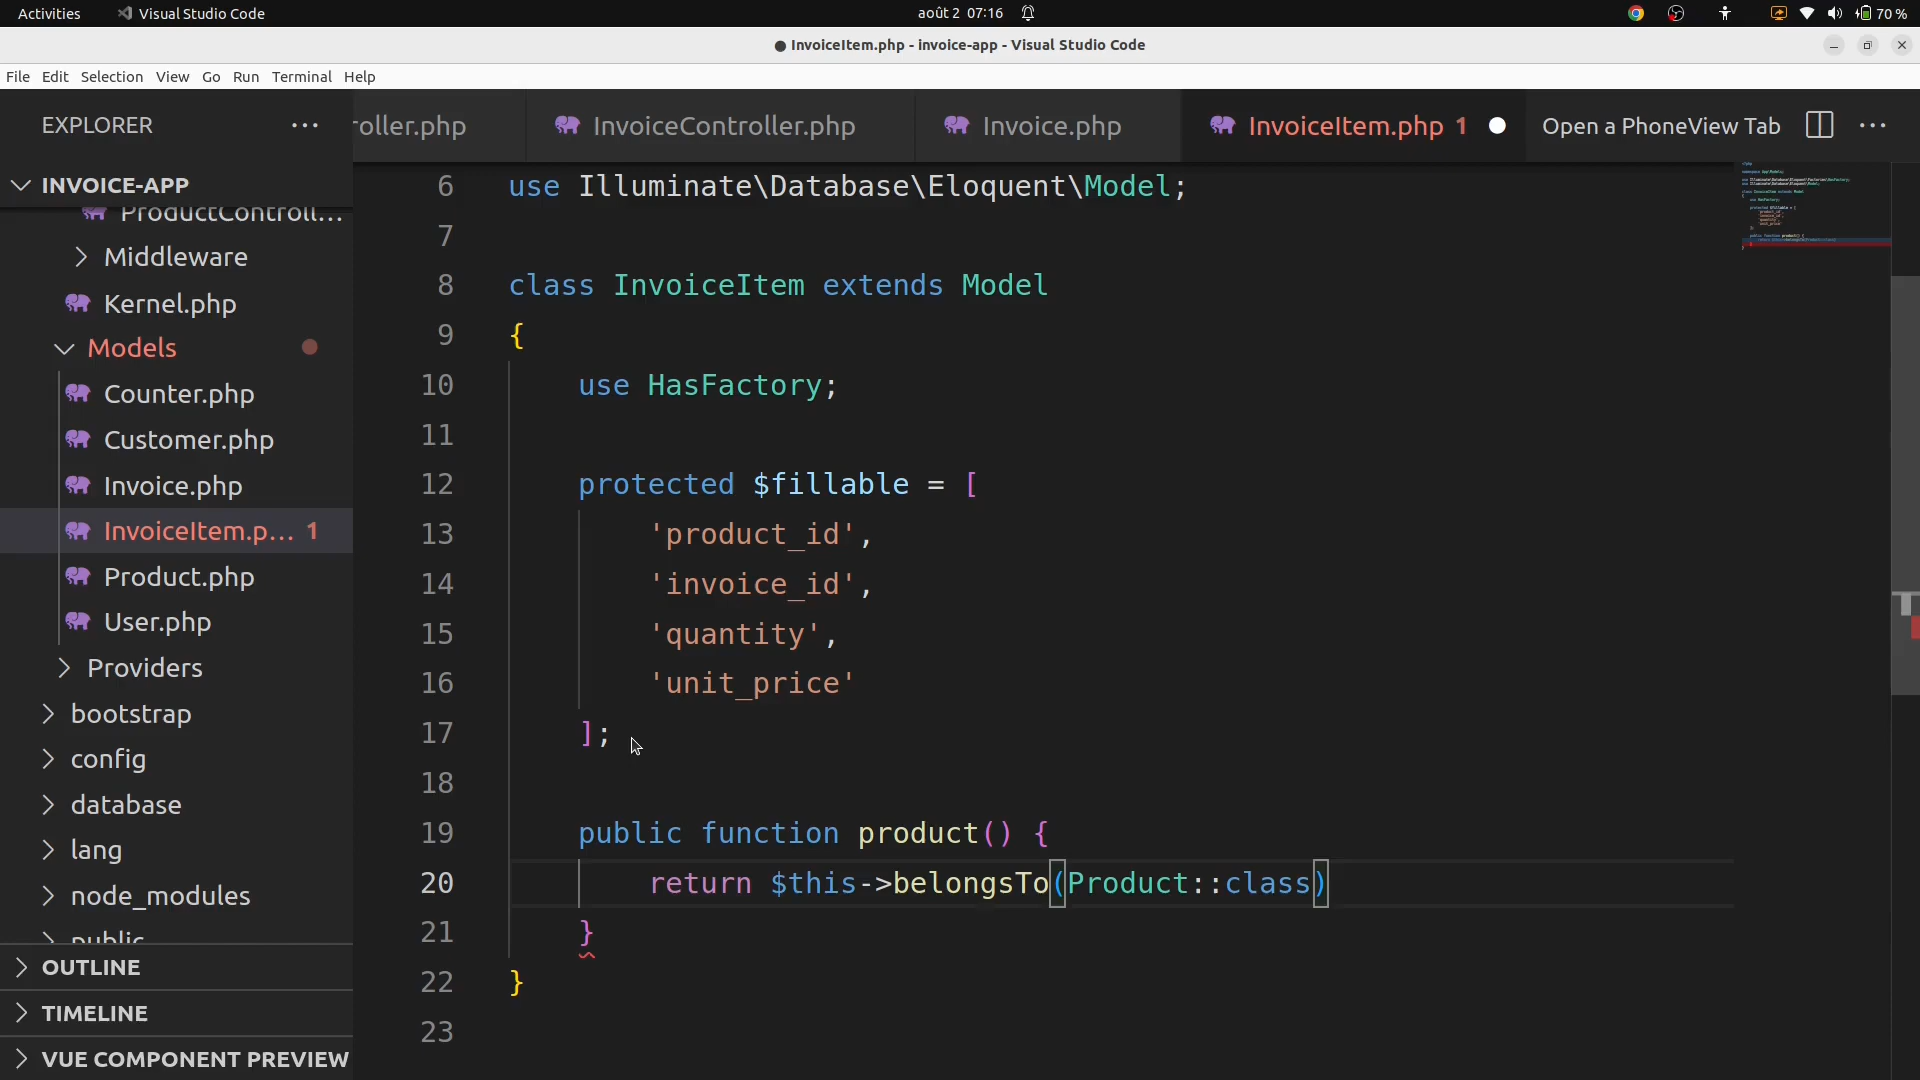 Activities
Visual Studio Code
août 2 07:16
70 %
● InvoiceItem.php - invoice-app - Visual Studio Code
File Edit Selection View Go Run Terminal Help
EXPLORER
roller.php
InvoiceController.php
Invoice.php
InvoiceItem.php 1
Open a PhoneView Tab
INVOICE-APP
ProductControll...
Middleware
Kernel.php
Models
Counter.php
Customer.php
Invoice.php
InvoiceItem.p... 1
Product.php
User.php
Providers
bootstrap
config
database
lang
node_modules
public
OUTLINE
TIMELINE
VUE COMPONENT PREVIEW
6 use Illuminate\Database\Eloquent\Model;
7
8 class InvoiceItem extends Model
9 {
10 use HasFactory;
11
12 protected $fillable = [
13 'product_id',
14 'invoice_id',
15 'quantity',
16 'unit_price'
17 ];
18
19 public function product() {
20 return $this->belongsTo(Product::class)
21 }
22 }
23